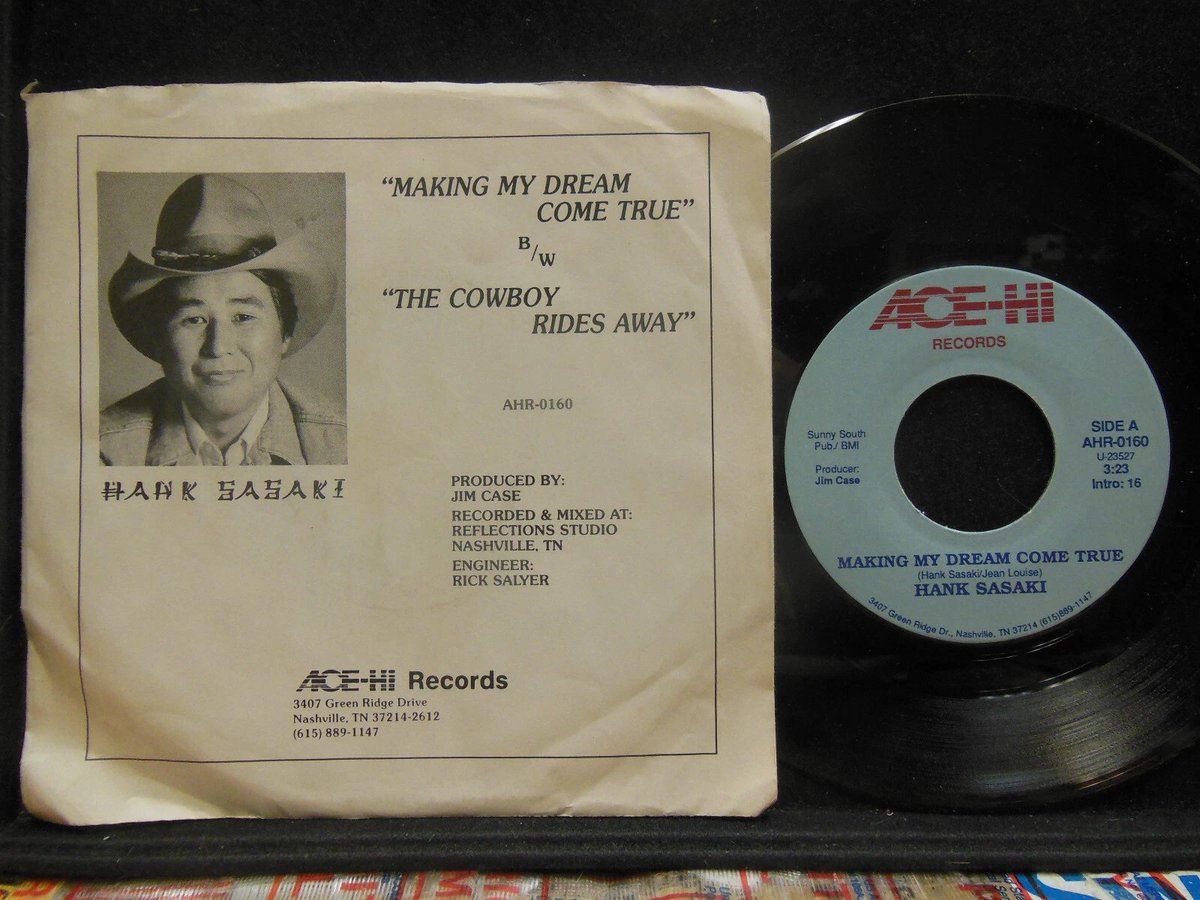 “MAKING MY DREAM
COME TRUE”
B/W
“THE COWBOY
RIDES AWAY”
AHR-0160
HANK SASAKI
PRODUCED BY:
JIM CASE
RECORDED & MIXED AT:
REFLECTIONS STUDIO
NASHVILLE, TN
ENGINEER:
RICK SALYER
ACE-HI Records
3407 Green Ridge Drive
Nashville, TN 37214-2612
(615) 889-1147
ACE-HI
RECORDS
Sunny South
Pub./ BMI
Producer:
Jim Case
SIDE A
AHR-0160
U-23527
3:23
Intro: 16
MAKING MY DREAM COME TRUE
(Hank Sasaki/Jean Louise)
HANK SASAKI
3407 Green Ridge Dr., Nashville, TN 37214 (615)889-1147